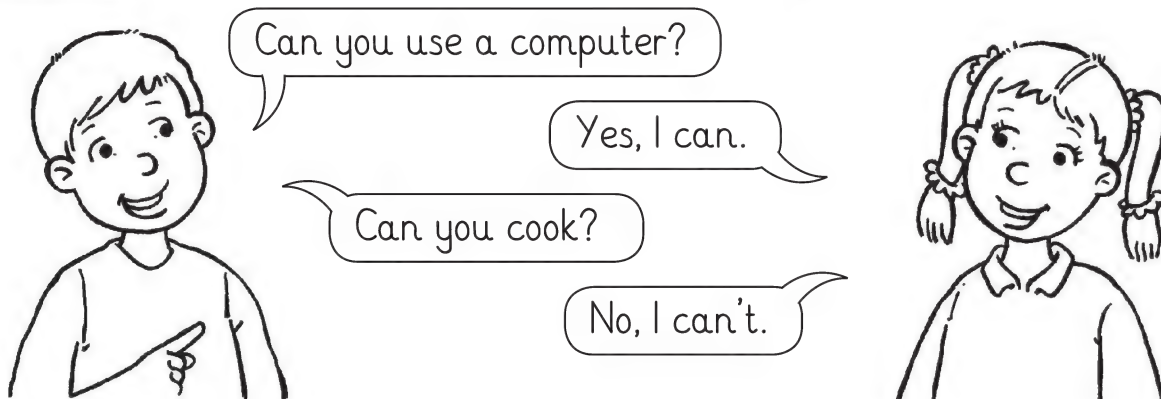 Can you use a computer?
Yes, I can.
Can you cook?
No, I can't.